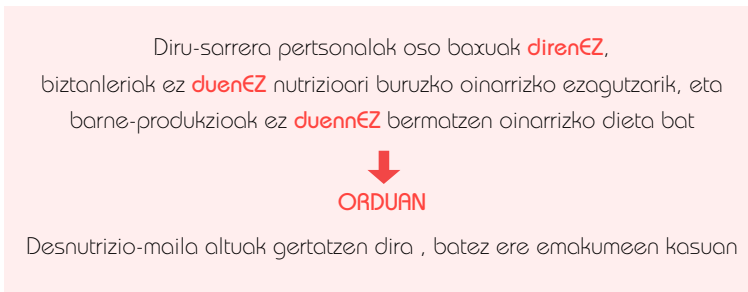 Diru-sarrera pertsonalak oso baxuak direnEZ,
biztanleriak ez duenEZ nutrizioari buruzko oinarrizko ezagutzarik, eta
barne-produkzioak ez duennEZ bermatzen oinarrizko dieta bat
ORDUAN
Desnutrizio-maila altuak gertatzen dira , batez ere emakumeen kasuan